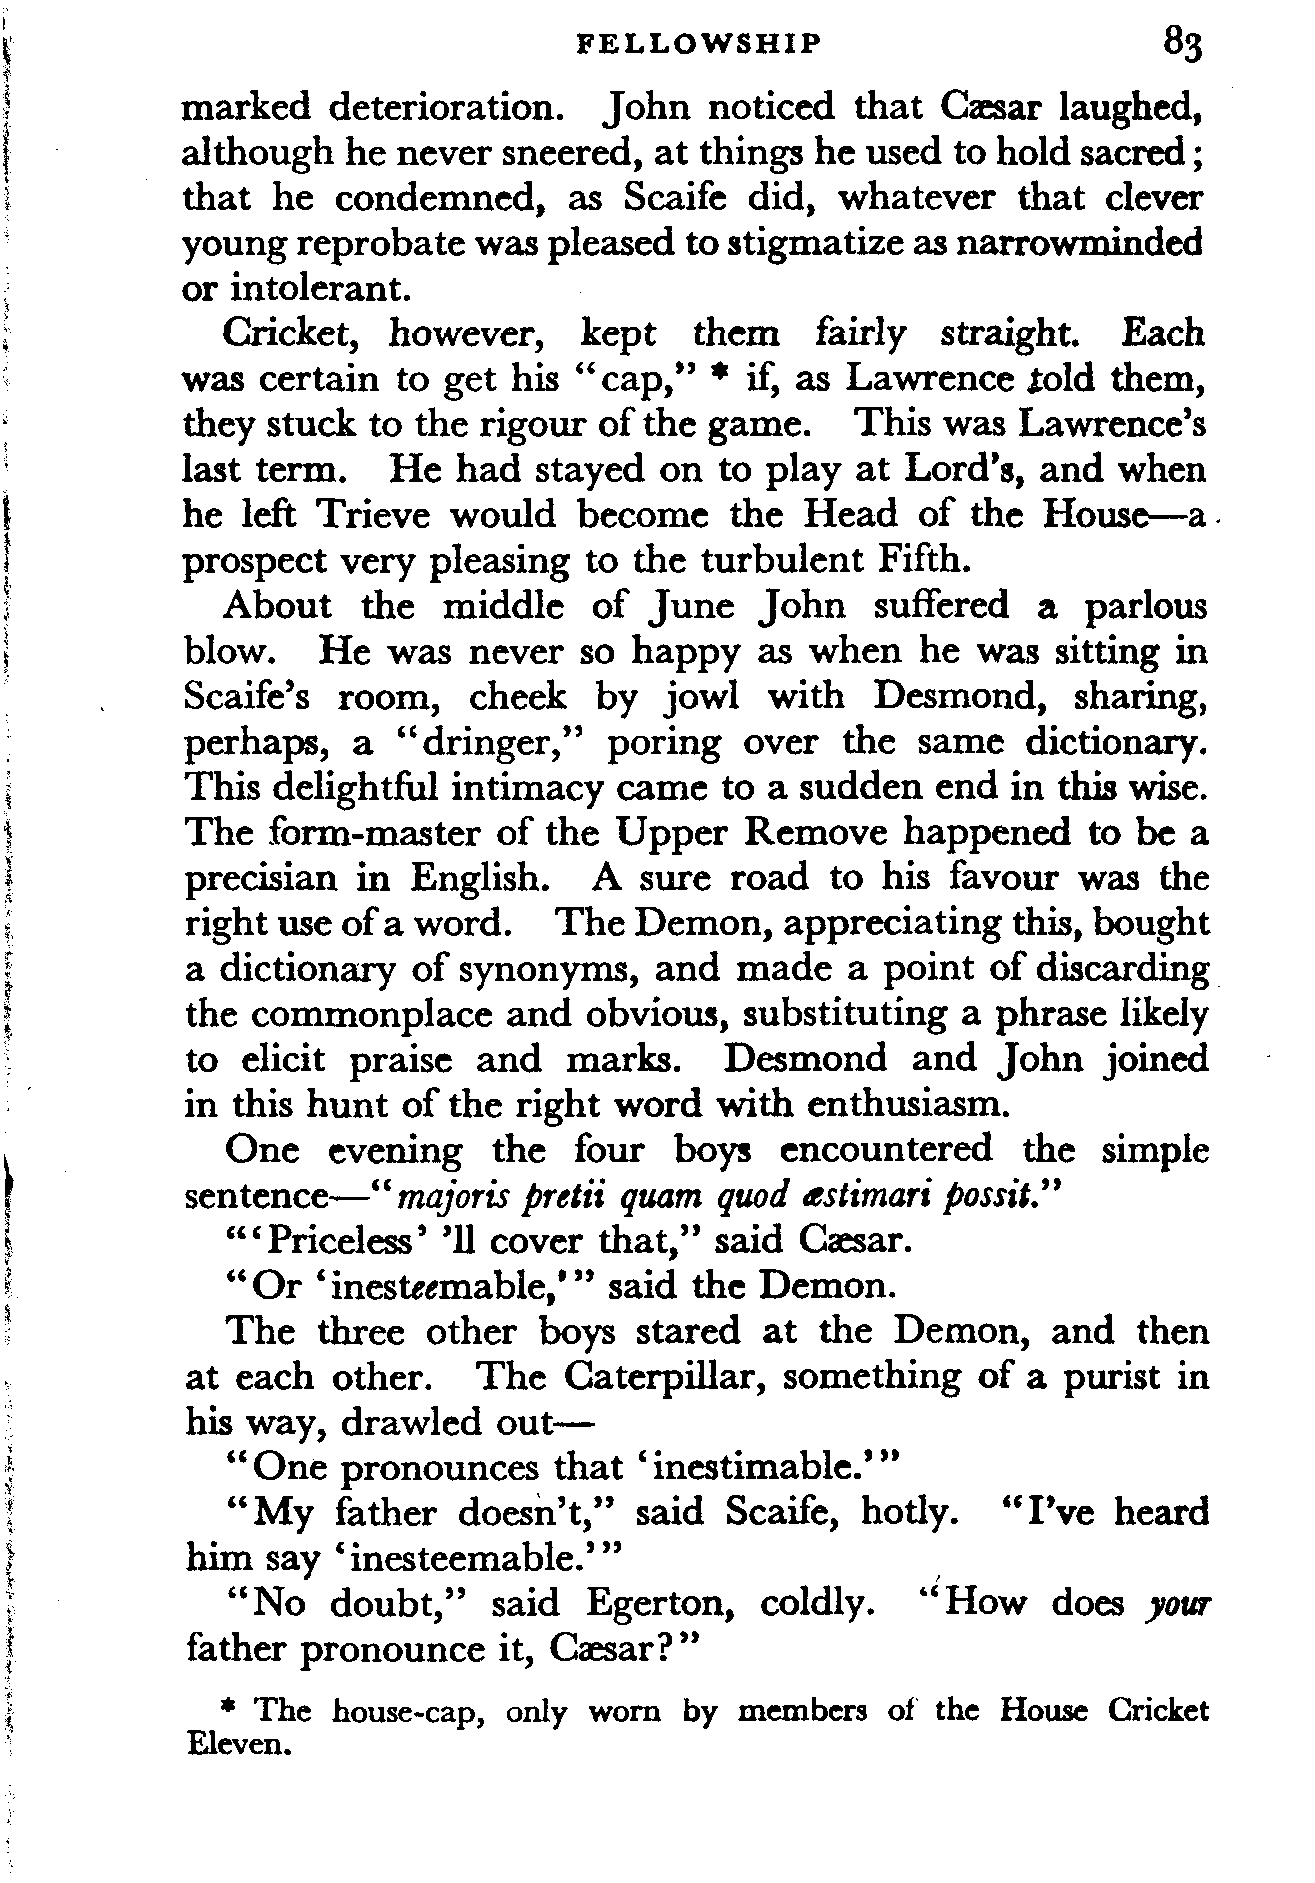 FELLOWSHIP 83
marked deterioration. John noticed that Cæsar laughed,
although he never sneered, at things he used to hold sacred;
that he condemned, as Scaife did, whatever that clever
young reprobate was pleased to stigmatize as narrowminded
or intolerant.
Cricket, however, kept them fairly straight. Each
was certain to get his “cap,” * if, as Lawrence told them,
they stuck to the rigour of the game. This was Lawrence’s
last term. He had stayed on to play at Lord’s, and when
he left Trieve would become the Head of the House—a
prospect very pleasing to the turbulent Fifth.
About the middle of June John suffered a parlous
blow. He was never so happy as when he was sitting in
Scaife’s room, cheek by jowl with Desmond, sharing,
perhaps, a “dringer,” poring over the same dictionary.
This delightful intimacy came to a sudden end in this wise.
The form-master of the Upper Remove happened to be a
precisian in English. A sure road to his favour was the
right use of a word. The Demon, appreciating this, bought
a dictionary of synonyms, and made a point of discarding
the commonplace and obvious, substituting a phrase likely
to elicit praise and marks. Desmond and John joined
in this hunt of the right word with enthusiasm.
One evening the four boys encountered the simple
sentence—“majoris pretii quam quod æstimari possit.”
“‘Priceless’ ’ll cover that,” said Cæsar.
“Or ‘inesteemable,’” said the Demon.
The three other boys stared at the Demon, and then
at each other. The Caterpillar, something of a purist in
his way, drawled out—
“One pronounces that ‘inestimable.’”
“My father doesn’t,” said Scaife, hotly. “I’ve heard
him say ‘inesteemable.’”
“No doubt,” said Egerton, coldly. “How does your
father pronounce it, Cæsar?”
* The house-cap, only worn by members of the House Cricket
Eleven.